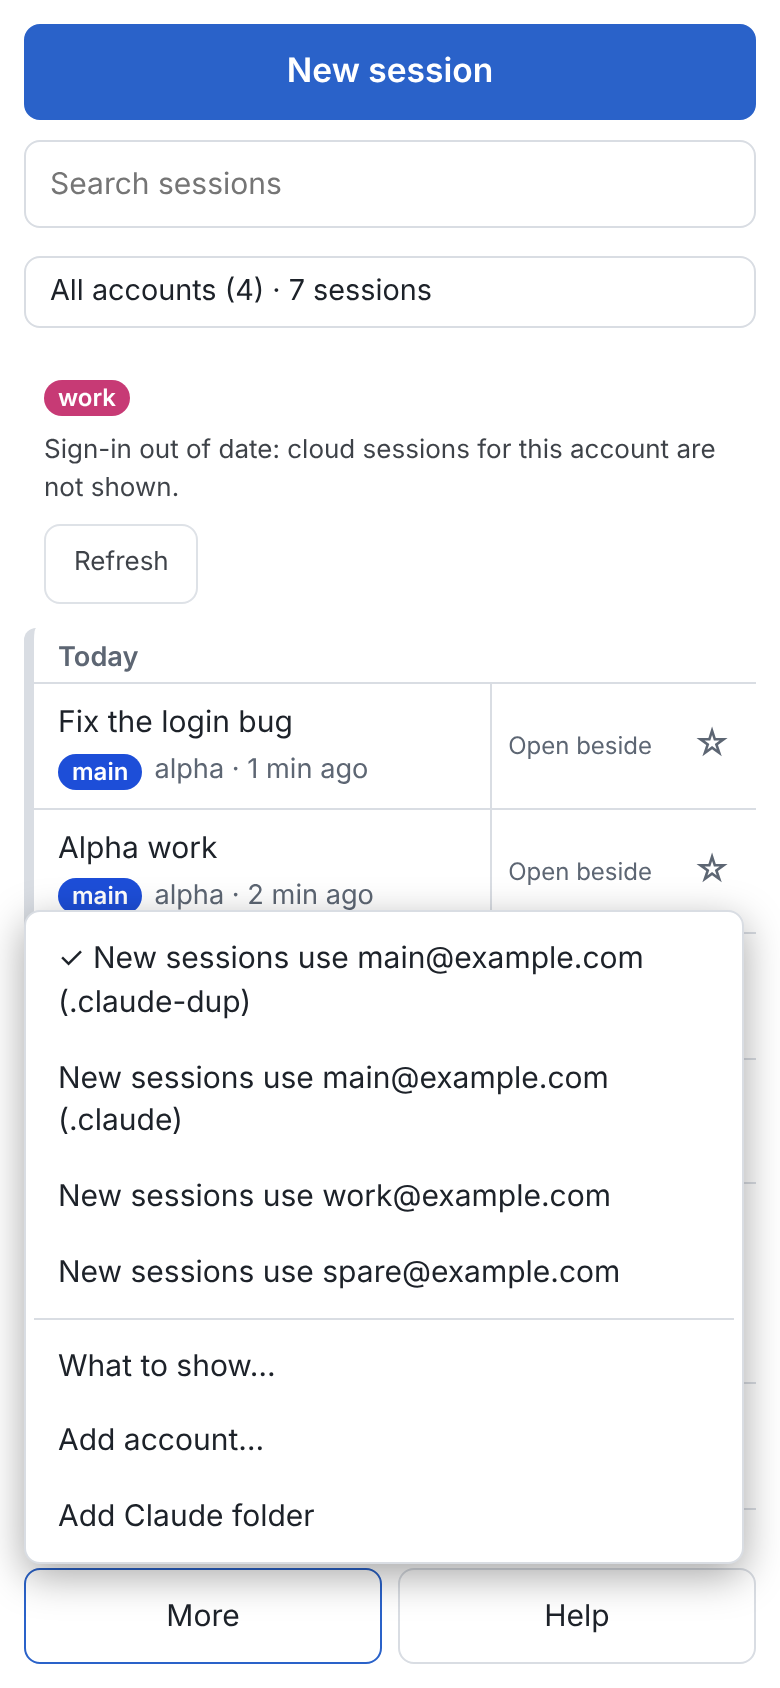 New session
Search sessions
All accounts (4) · 7 sessions
work
Sign-in out of date: cloud sessions for this account are
not shown.
Refresh
Today
Fix the login bug
main alpha · 1 min ago
Open beside ☆
Alpha work
main alpha · 2 min ago
Open beside ☆
✓ New sessions use main@example.com
(.claude-dup)
New sessions use main@example.com
(.claude)
New sessions use work@example.com
New sessions use spare@example.com
What to show...
Add account...
Add Claude folder
More
Help